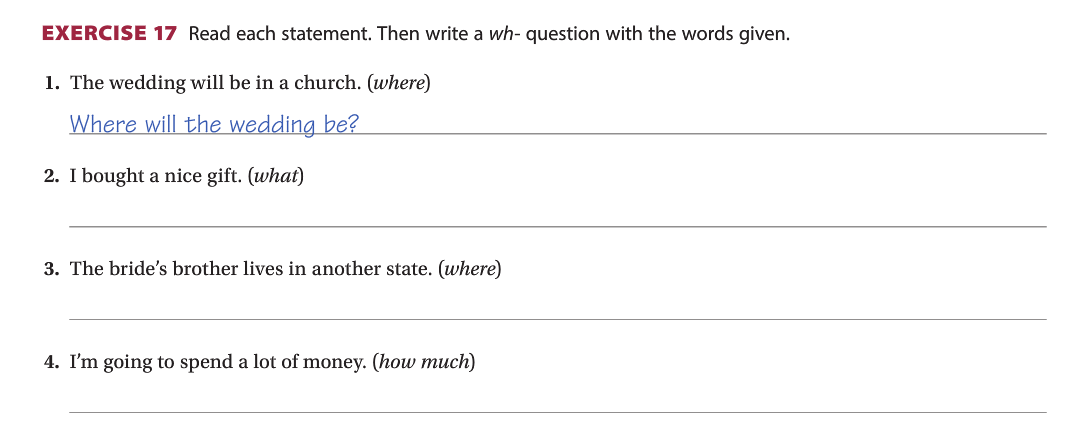 EXERCISE 17 Read each statement. Then write a wh- question with the words given.
1. The wedding will be in a church. (where)
Where will the wedding be?
2. I bought a nice gift. (what)
3. The bride’s brother lives in another state. (where)
4. I’m going to spend a lot of money. (how much)